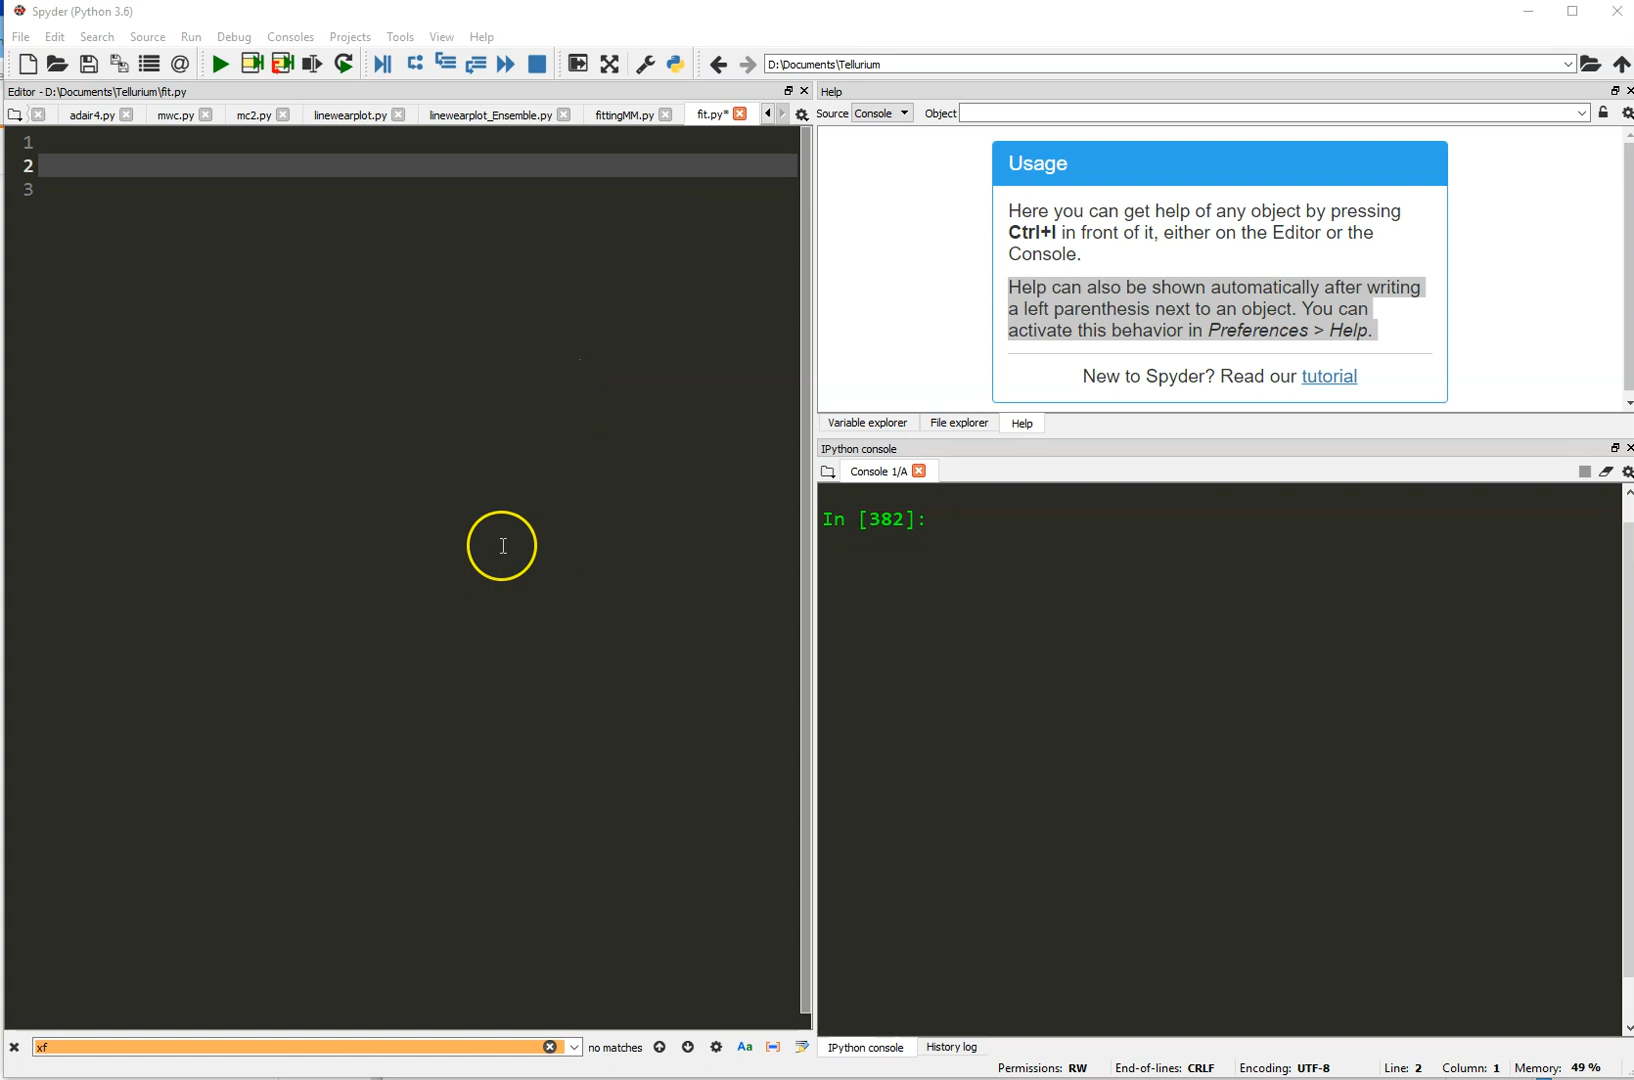 Spyder (Python 3.6)
File Edit Search Source Run Debug Consoles Projects Tools View Help
D:\Documents\Tellurium
Editor - D:\Documents\Tellurium\fit.py
adair4.py mwc.py mc2.py linewearplot.py linewearplot_Ensemble.py fittingMM.py fit.py*
1
2
3
Help
Source Console Object
Usage
Here you can get help of any object by pressing
Ctrl+I in front of it, either on the Editor or the
Console.
Help can also be shown automatically after writing
a left parenthesis next to an object. You can
activate this behavior in Preferences > Help.
New to Spyder? Read our tutorial
Variable explorer File explorer Help
IPython console
Console 1/A
In [382]:
xf no matches Aa
IPython console History log
Permissions: RW End-of-lines: CRLF Encoding: UTF-8 Line: 2 Column: 1 Memory: 49 %